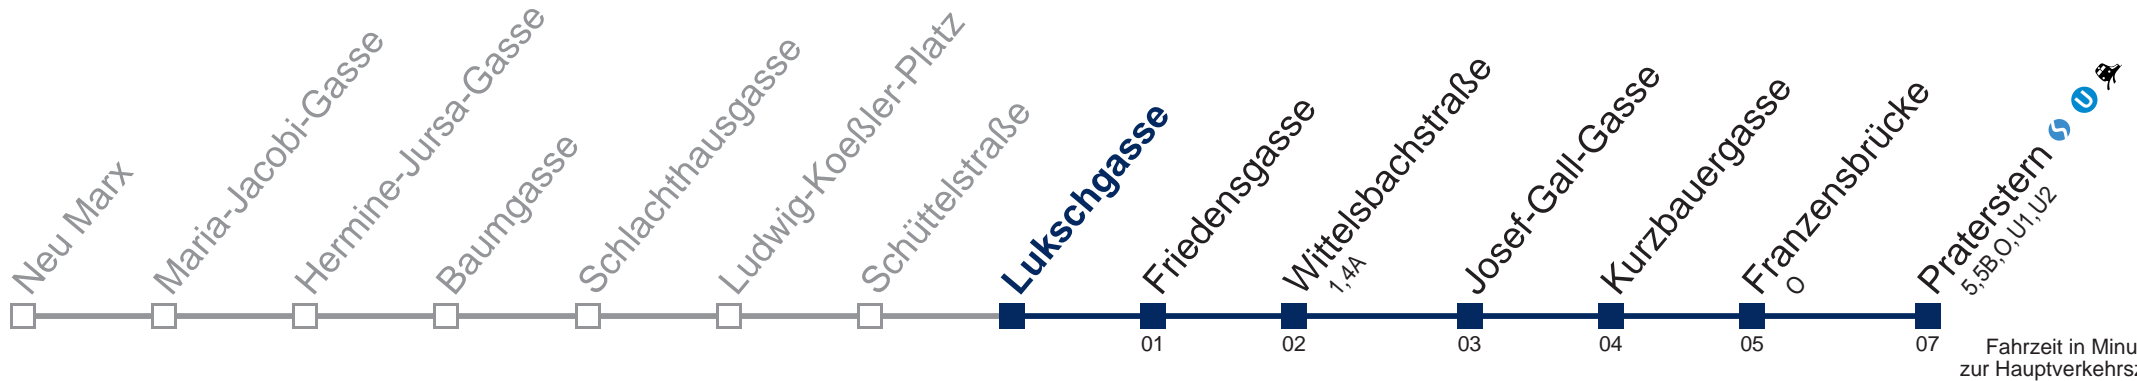 Neu Marx
Maria-Jacobi-Gasse
Hermine-Jursa-Gasse
Baumgasse
Schlachthausgasse
Ludwig-Koeßler-Platz
Schüttelstraße
Lukschgasse
Friedensgasse
Wittelsbachstraße
1,4A
Josef-Gall-Gasse
Kurzbauergasse
Franzensbrücke
O
Praterstern
5,5B,O,U1,U2
S
U
01
02
03
04
05
07
Fahrzeit in Minu
zur Hauptverkehrsz